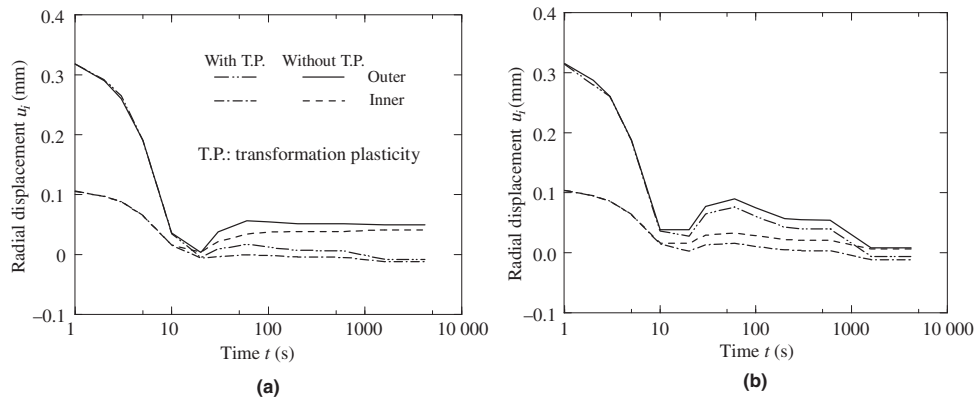 0.4
0.3
0.2
0.1
0
−0.1
Radial displacement u_i (mm)
With T.P. Without T.P.
Outer
Inner
T.P.: transformation plasticity
1 10 100 1000 10 000
Time t (s)
(a)
0.4
0.3
0.2
0.1
0.0
−0.1
Radial displacement u_i (mm)
1 10 100 1000 10 000
Time t (s)
(b)